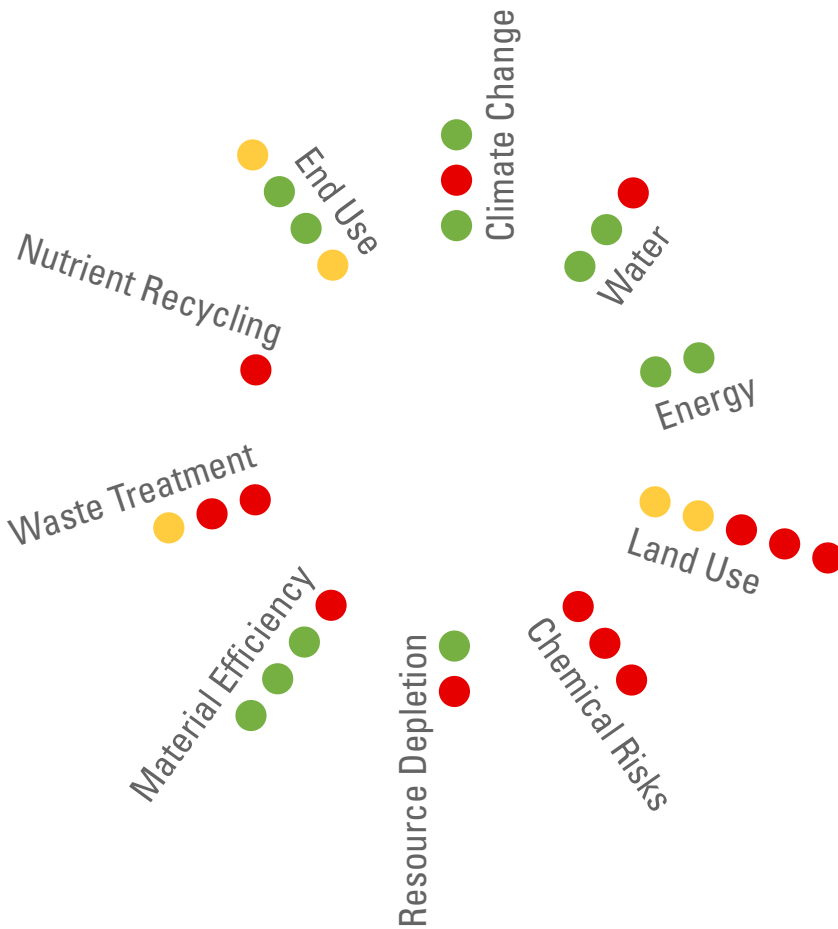 Climate Change
Water
Energy
Land Use
Chemical Risks
Resource Depletion
Material Efficiency
Waste Treatment
Nutrient Recycling
End Use